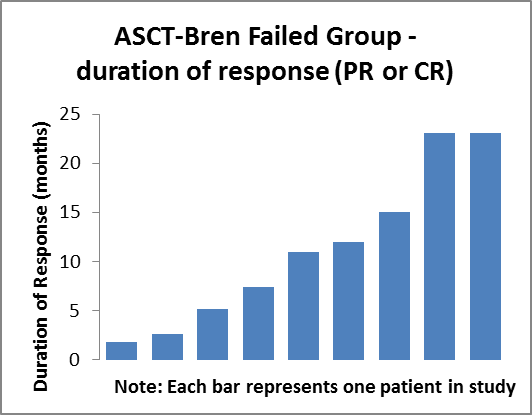 ASCT-Bren Failed Group -
duration of response (PR or CR)
Duration of Response (months)
25
20
15
10
5
0
Note: Each bar represents one patient in study